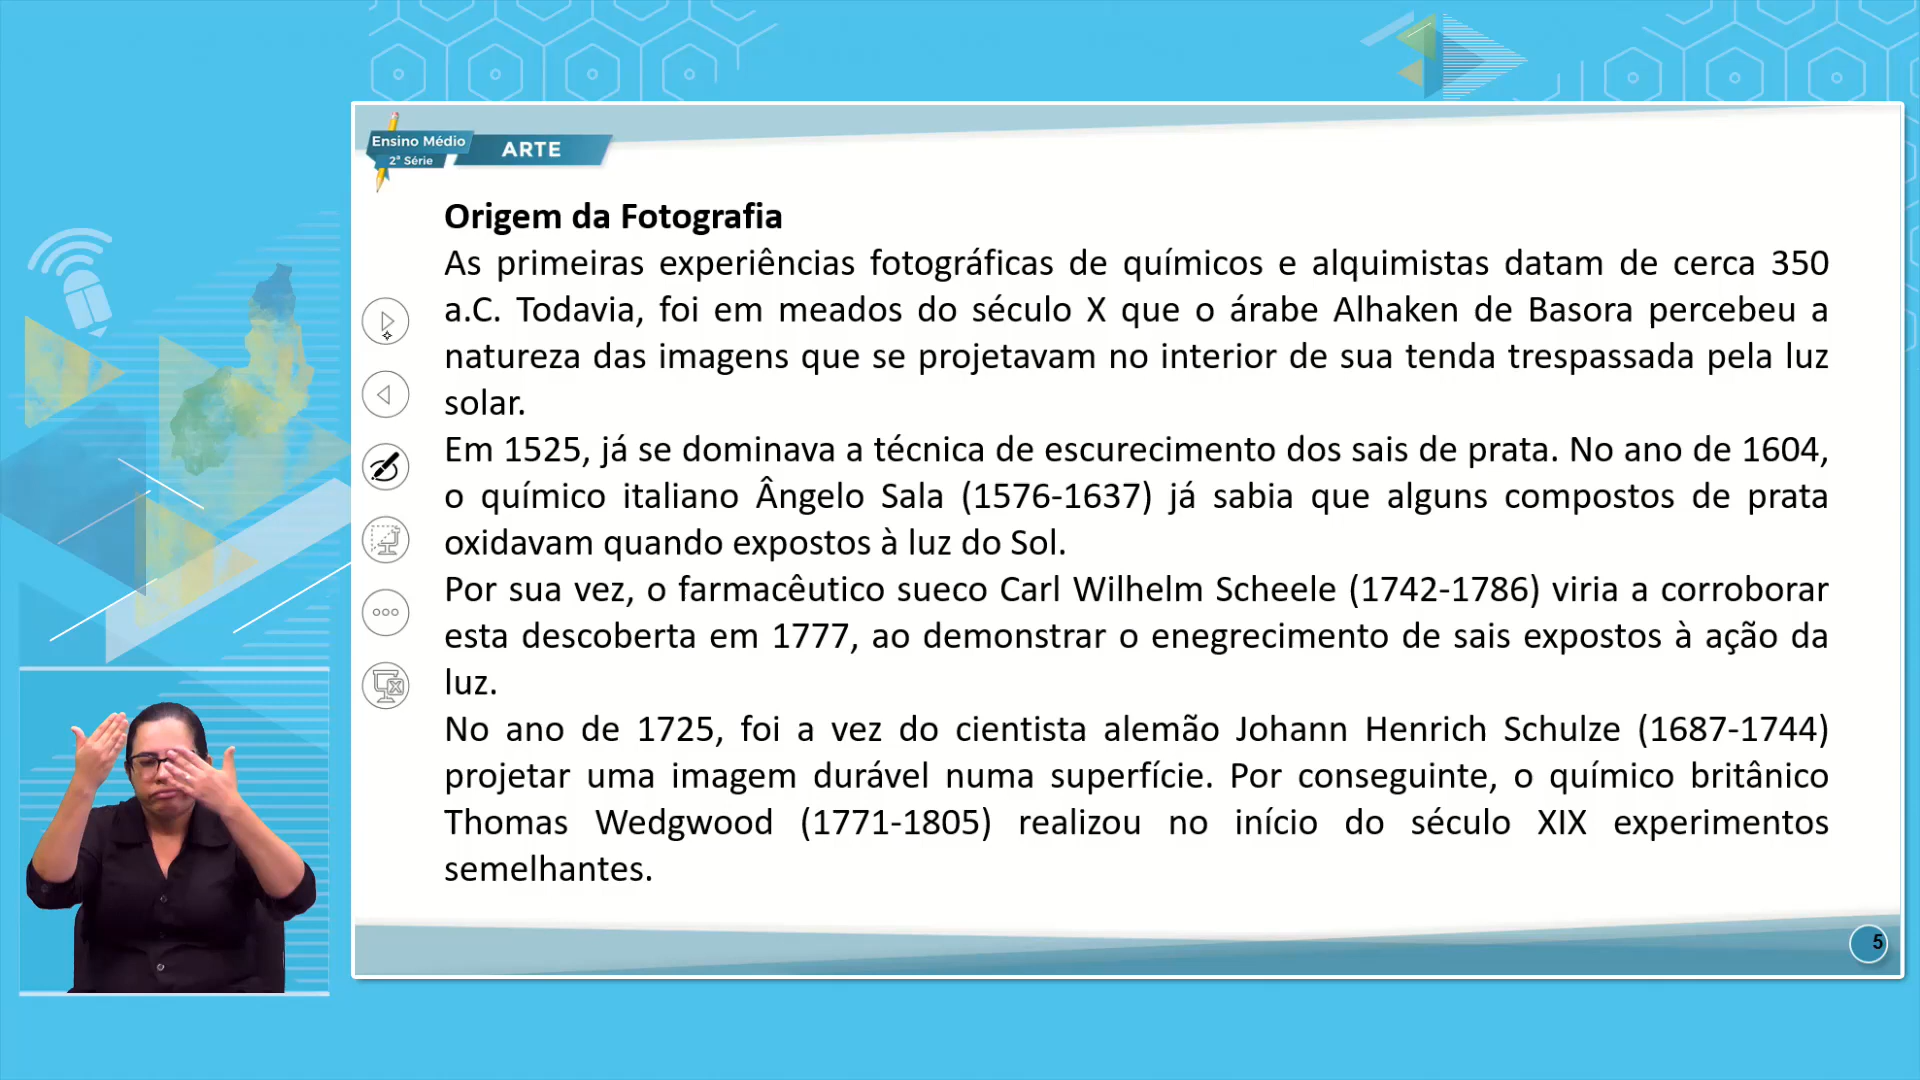 Ensino Médio
2ª Série
ARTE
Origem da Fotografia
As primeiras experiências fotográficas de químicos e alquimistas datam de cerca 350
a.C. Todavia, foi em meados do século X que o árabe Alhaken de Basora percebeu a
natureza das imagens que se projetavam no interior de sua tenda trespassada pela luz
solar.
Em 1525, já se dominava a técnica de escurecimento dos sais de prata. No ano de 1604,
o químico italiano Ângelo Sala (1576-1637) já sabia que alguns compostos de prata
oxidavam quando expostos à luz do Sol.
Por sua vez, o farmacêutico sueco Carl Wilhelm Scheele (1742-1786) viria a corroborar
esta descoberta em 1777, ao demonstrar o enegrecimento de sais expostos à ação da
luz.
No ano de 1725, foi a vez do cientista alemão Johann Henrich Schulze (1687-1744)
projetar uma imagem durável numa superfície. Por conseguinte, o químico britânico
Thomas Wedgwood (1771-1805) realizou no início do século XIX experimentos
semelhantes.
5